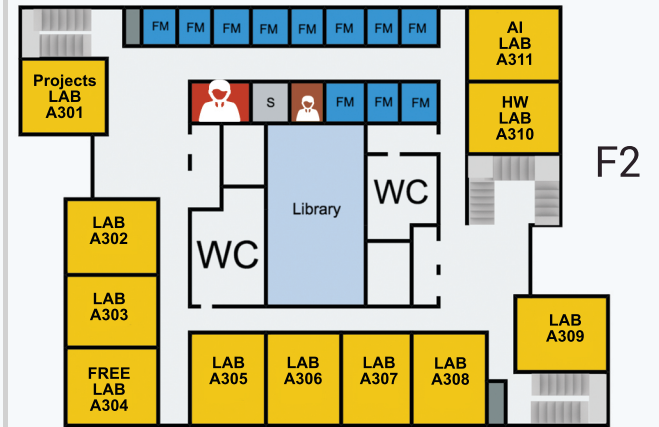 FM FM FM FM FM FM FM FM
AI
LAB
A311
Projects
LAB
A301
S FM FM FM
HW
LAB
A310
F2
WC
Library
WC
LAB
A302
LAB
A303
LAB
A309
FREE
LAB
A304
LAB
A305
LAB
A306
LAB
A307
LAB
A308